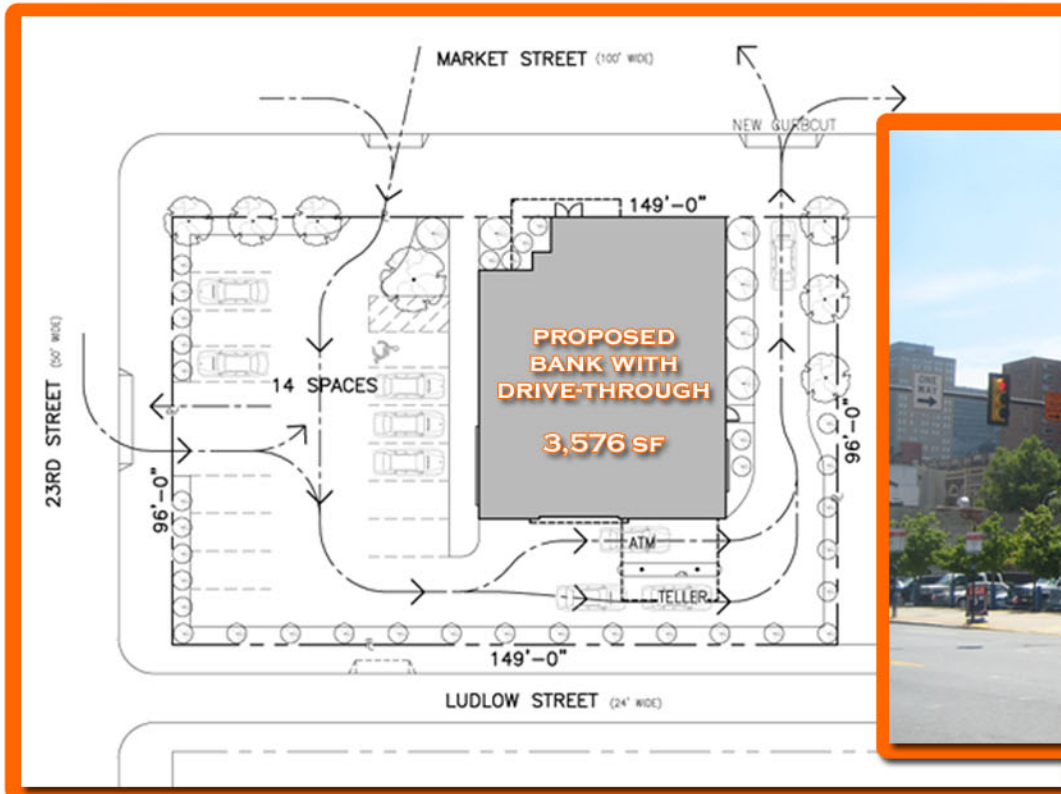 MARKET STREET (100' WIDE)
NEW CURBCUT
149'-0"
23RD STREET (50' WIDE)
14 SPACES
PROPOSED
BANK WITH
DRIVE-THROUGH
3,576 SF
96'-0"
96'-0"
ATM
TELLER
149'-0"
LUDLOW STREET (24' WIDE)
ONE
WAY